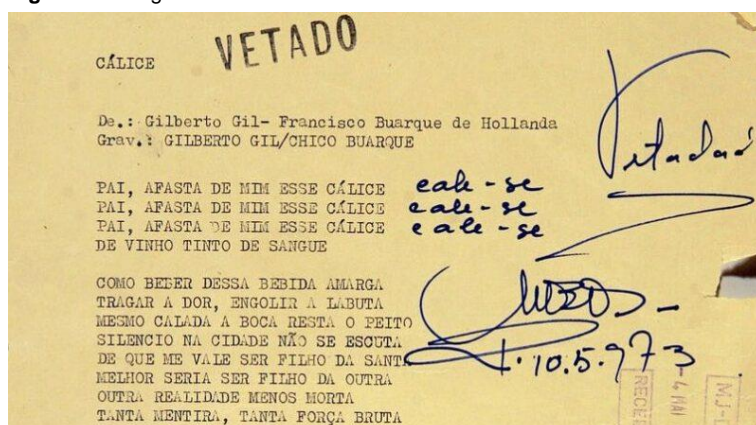 VETADO
CÁLICE
De.: Gilberto Gil- Francisco Buarque de Hollanda
Grav.: GILBERTO GIL/CHICO BUARQUE
Vetado
PAI, AFASTA DE MIM ESSE CÁLICE cale-se
PAI, AFASTA DE MIM ESSE CÁLICE cale-se
PAI, AFASTA DE MIM ESSE CÁLICE cale-se
DE VINHO TINTO DE SANGUE
COMO BEBER DESSA BEBIDA AMARGA
TRAGAR A DOR, ENGOLIR A LABUTA
MESMO CALADA A BOCA RESTA O PEITO
SILENCIO NA CIDADE NÃO SE ESCUTA
DE QUE ME VALE SER FILHO DA SANTA
10.5.973
MELHOR SERIA SER FILHO DA OUTRA
OUTRA REALIDADE MENOS MORTA
TANTA MENTIRA, TANTA FORÇA BRUTA
4 MAI
MJ-